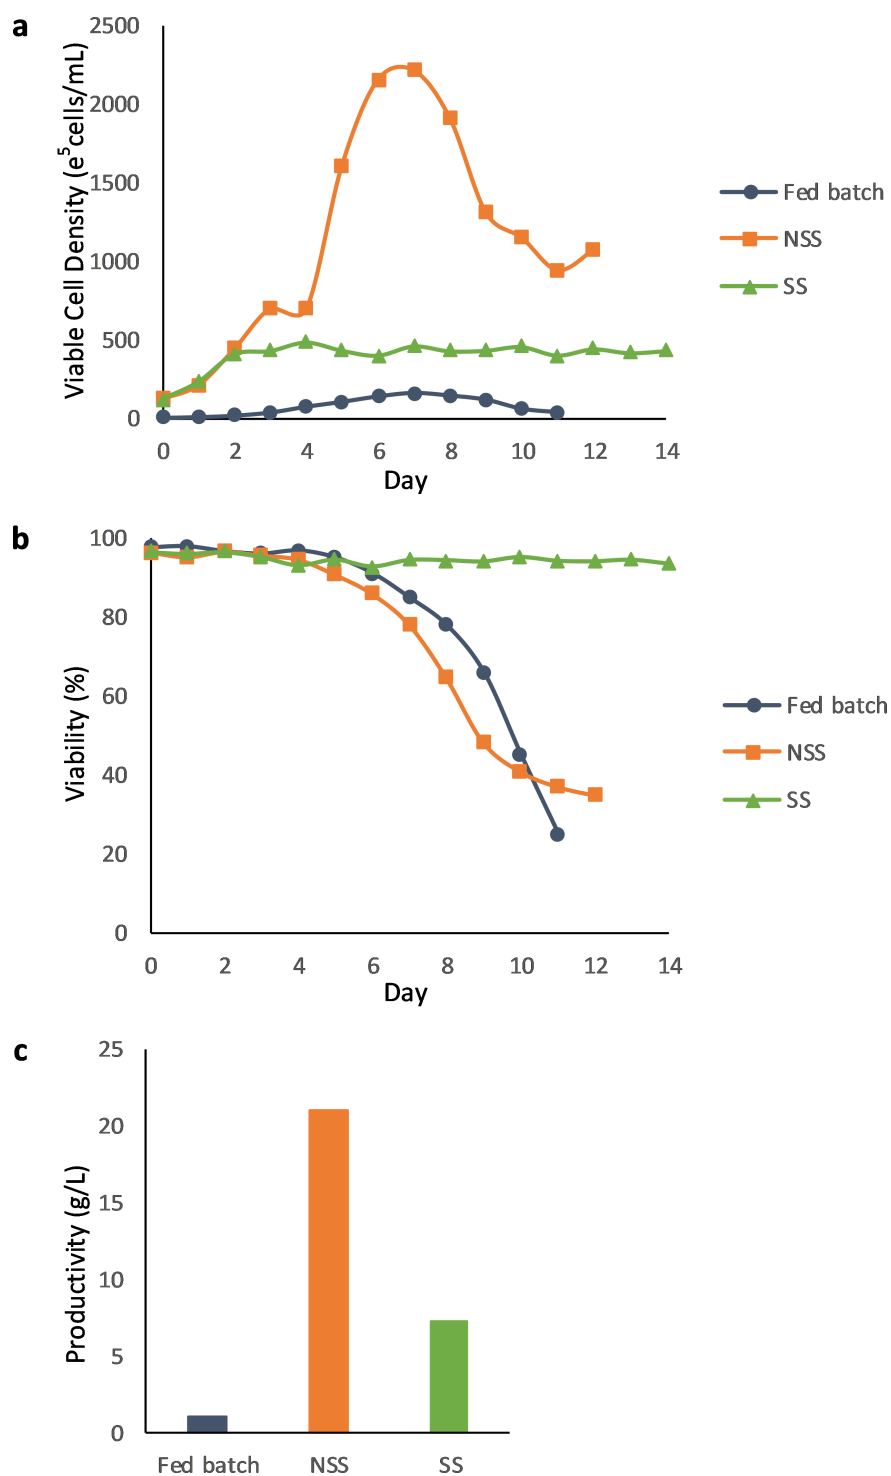 a
Viable Cell Density (e⁵cells/mL)
2500
2000
1500
1000
500
0
0 2 4 6 8 10 12 14
Day
Fed batch
NSS
SS
b
Viability (%)
100
80
60
40
20
0
0 2 4 6 8 10 12 14
Day
Fed batch
NSS
SS
c
Productivity (g/L)
25
20
15
10
5
0
Fed batch NSS SS